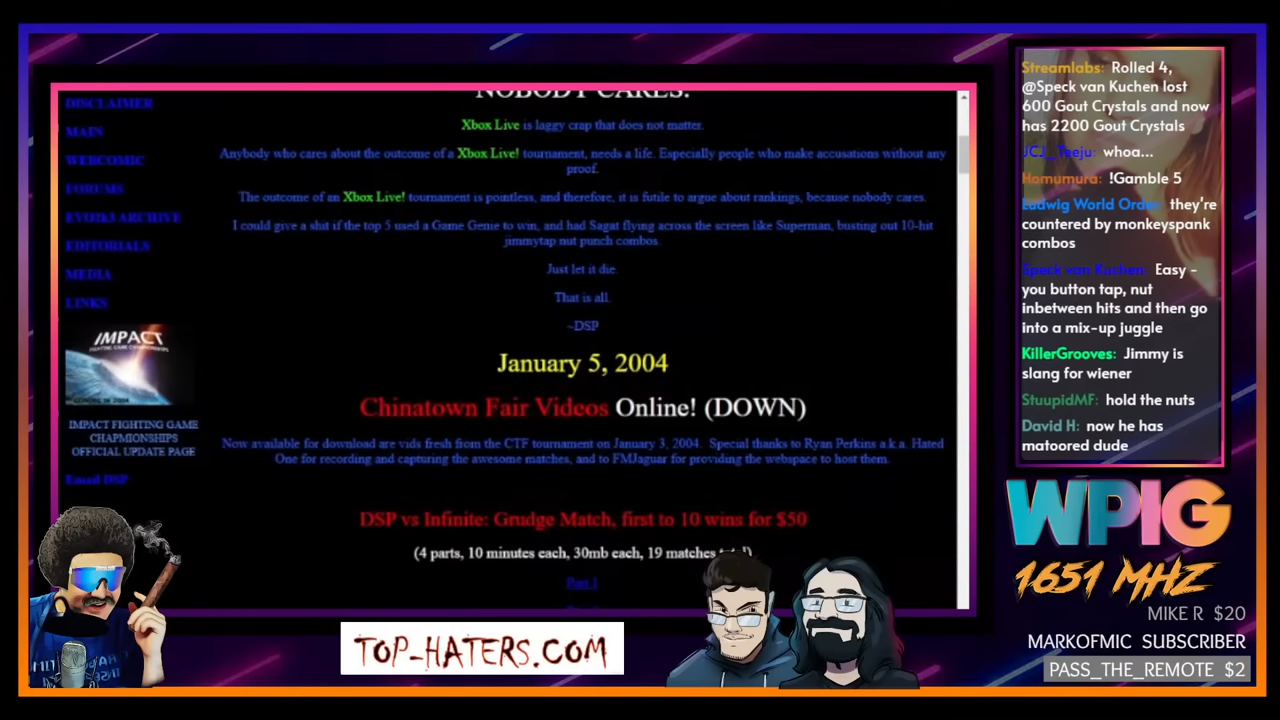 DISCLAIMER
MAIN
WEBCOMIC
FORUMS
EVO2K3 ARCHIVE
EDITORIALS
MEDIA
LINKS
IMPACT
IMPACT FIGHTING GAME
CHAPMIONSHIPS
OFFICIAL UPDATE PAGE
Email DSP
NOBODY CARES.
Xbox Live is laggy crap that does not matter.
Anybody who cares about the outcome of a Xbox Live! tournament, needs a life. Especially people who make accusations without any
proof.
The outcome of an Xbox Live! tournament is pointless, and therefore, it is futile to argue about rankings, because nobody cares.
I could give a shit if the top 5 used a Game Genie to win, and had Sagat flying across the screen like Superman, busting out 10-hit
jimmytap nut punch combos.
Just let it die.
That is all.
~DSP
January 5, 2004
Chinatown Fair Videos Online! (DOWN)
Now available for download are vids fresh from the CTF tournament on January 3, 2004. Special thanks to Ryan Perkins a.k.a. Hated
One for recording and capturing the awesome matches, and to FMJaguar for providing the webspace to host them.
DSP vs Infinite: Grudge Match, first to 10 wins for $50
(4 parts, 10 minutes each, 30mb each, 19 matches total)
Part 1
TOP-HATERS.COM
Streamlabs: Rolled 4,
@Speck van Kuchen lost
600 Gout Crystals and now
has 2200 Gout Crystals
JCJ_Teeju: whoa...
Homumura: !Gamble 5
Ludwig World Order: they're
countered by monkeyspank
combos
Speck van Kuchen: Easy -
you button tap, nut
inbetween hits and then go
into a mix-up juggle
KillerGrooves: Jimmy is
slang for wiener
StuupidMF: hold the nuts
David H: now he has
matoored dude
WPIG
1651 MHZ
MIKE R $20
MARKOFMIC SUBSCRIBER
PASS_THE_REMOTE $2